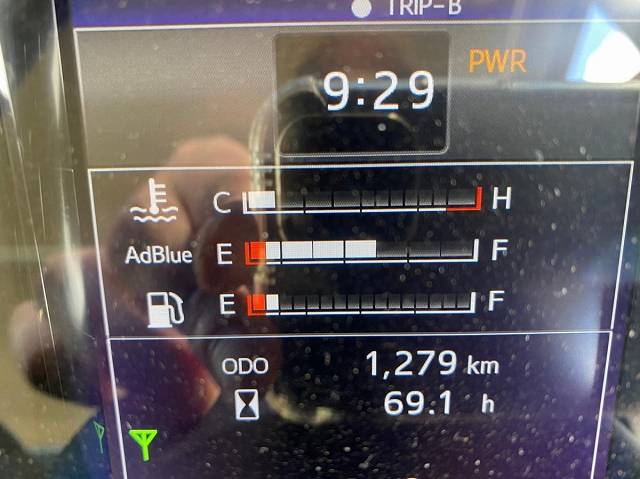 TRIP-B
9:29
PWR
C H
AdBlue E F
E F
ODO 1,279 km
69.1 h